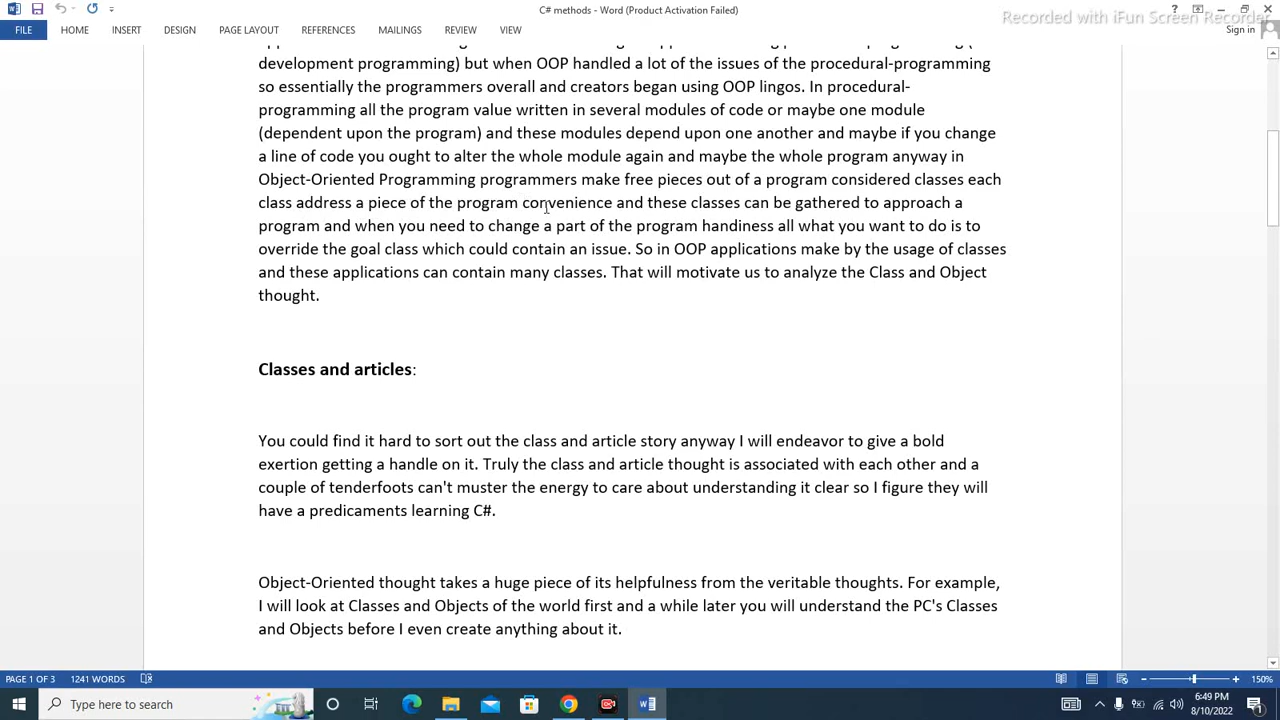 C# methods - Word (Product Activation Failed)
Recorded with iFun Screen Recorder
FILE HOME INSERT DESIGN PAGE LAYOUT REFERENCES MAILINGS REVIEW VIEW Sign in
development programming) but when OOP handled a lot of the issues of the procedural-programming
so essentially the programmers overall and creators began using OOP lingos. In procedural-
programming all the program value written in several modules of code or maybe one module
(dependent upon the program) and these modules depend upon one another and maybe if you change
a line of code you ought to alter the whole module again and maybe the whole program anyway in
Object-Oriented Programming programmers make free pieces out of a program considered classes each
class address a piece of the program convenience and these classes can be gathered to approach a
program and when you need to change a part of the program handiness all what you want to do is to
override the goal class which could contain an issue. So in OOP applications make by the usage of classes
and these applications can contain many classes. That will motivate us to analyze the Class and Object
thought.
Classes and articles:
You could find it hard to sort out the class and article story anyway I will endeavor to give a bold
exertion getting a handle on it. Truly the class and article thought is associated with each other and a
couple of tenderfoots can't muster the energy to care about understanding it clear so I figure they will
have a predicaments learning C#.
Object-Oriented thought takes a huge piece of its helpfulness from the veritable thoughts. For example,
I will look at Classes and Objects of the world first and a while later you will understand the PC's Classes
and Objects before I even create anything about it.
PAGE 1 OF 3 1241 WORDS 150%
Type here to search
6:49 PM
8/10/2022